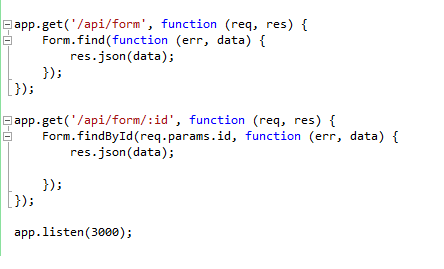 app.get('/api/form', function (req, res) {
    Form.find(function (err, data) {
        res.json(data);
    });
});
app.get('/api/form/:id', function (req, res) {
    Form.findById(req.params.id, function (err, data) {
        res.json(data);
    });
});
app.listen(3000);